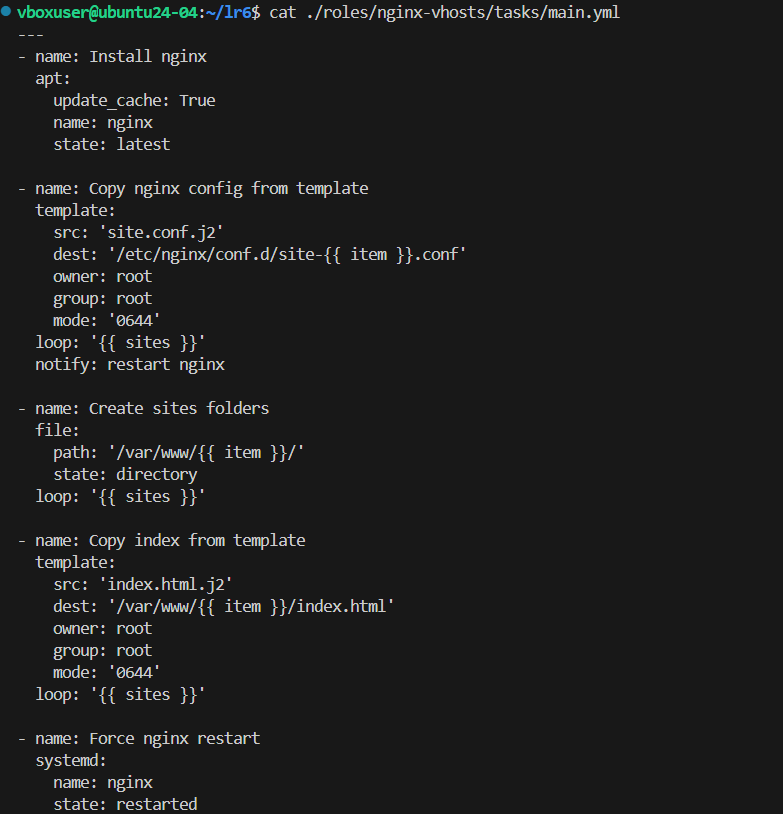 vboxuser@ubuntu24-04:~/lr6$ cat ./roles/nginx-vhosts/tasks/main.yml
---
- name: Install nginx
  apt:
    update_cache: True
    name: nginx
    state: latest

- name: Copy nginx config from template
  template:
    src: 'site.conf.j2'
    dest: '/etc/nginx/conf.d/site-{{ item }}.conf'
    owner: root
    group: root
    mode: '0644'
  loop: '{{ sites }}'
  notify: restart nginx

- name: Create sites folders
  file:
    path: '/var/www/{{ item }}/'
    state: directory
  loop: '{{ sites }}'

- name: Copy index from template
  template:
    src: 'index.html.j2'
    dest: '/var/www/{{ item }}/index.html'
    owner: root
    group: root
    mode: '0644'
  loop: '{{ sites }}'

- name: Force nginx restart
  systemd:
    name: nginx
    state: restarted